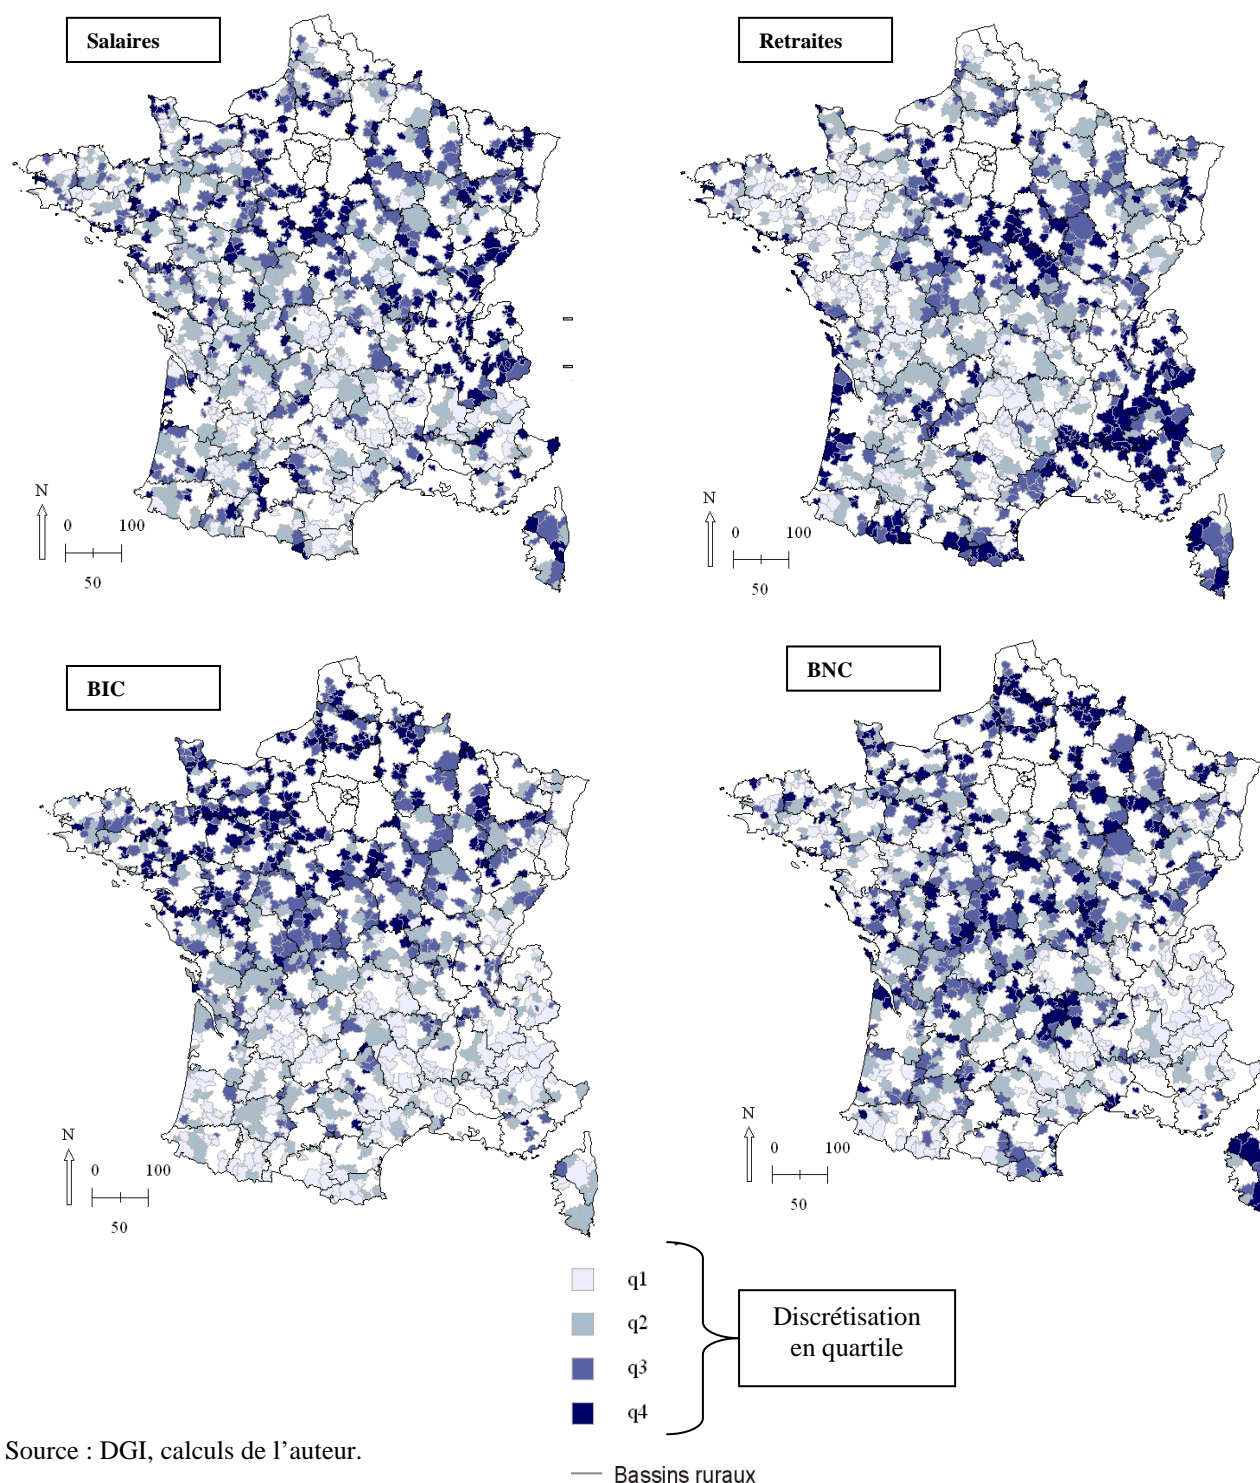 Salaires
Retraites
N
0 100
50
N
0 100
50
BIC
BNC
N
0 100
50
N
0 100
50
q1
q2
q3
q4
Discrétisation
en quartile
Source : DGI, calculs de l'auteur.
Bassins ruraux